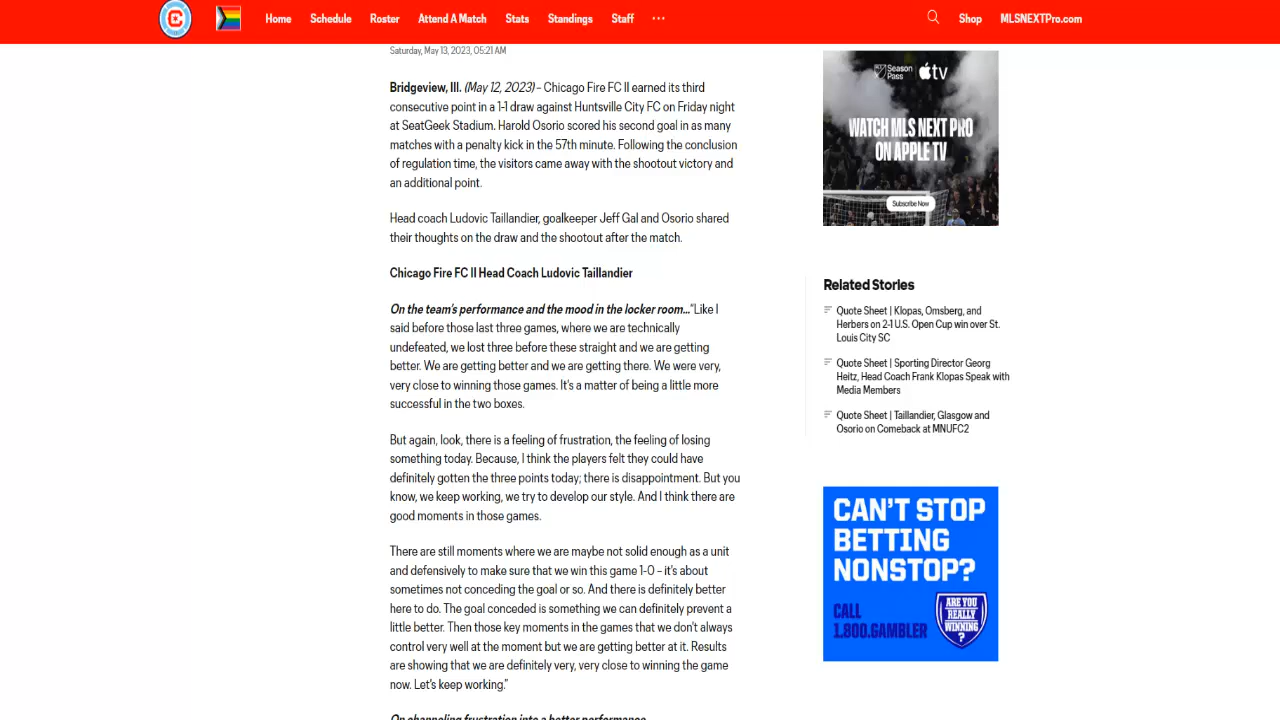 Home Schedule Roster Attend A Match Stats Standings Staff ··· Shop MLSNEXTPro.com
Saturday, May 13, 2023, 05:21 AM
Bridgeview, Ill. (May 12, 2023) – Chicago Fire FC II earned its third
consecutive point in a 1-1 draw against Huntsville City FC on Friday night
at SeatGeek Stadium. Harold Osorio scored his second goal in as many
matches with a penalty kick in the 57th minute. Following the conclusion
of regulation time, the visitors came away with the shootout victory and
an additional point.
Head coach Ludovic Taillandier, goalkeeper Jeff Gal and Osorio shared
their thoughts on the draw and the shootout after the match.
Chicago Fire FC II Head Coach Ludovic Taillandier
On the team's performance and the mood in the locker room…"Like I
said before those last three games, where we are technically
undefeated, we lost three before these straight and we are getting
better. We are getting better and we are getting there. We were very,
very close to winning those games. It's a matter of being a little more
successful in the two boxes.
But again, look, there is a feeling of frustration, the feeling of losing
something today. Because, I think the players felt they could have
definitely gotten the three points today; there is disappointment. But you
know, we keep working, we try to develop our style. And I think there are
good moments in those games.
There are still moments where we are maybe not solid enough as a unit
and defensively to make sure that we win this game 1-0 – it's about
sometimes not conceding the goal or so. And there is definitely better
here to do. The goal conceded is something we can definitely prevent a
little better. Then those key moments in the games that we don't always
control very well at the moment but we are getting better at it. Results
are showing that we are definitely very, very close to winning the game
now. Let's keep working."
On channeling frustration into a better performance
Season
Pass
tv
WATCH MLS NEXT PRO
ON APPLE TV
Subscribe Now
Related Stories
Quote Sheet | Klopas, Omsberg, and
Herbers on 2-1 U.S. Open Cup win over St.
Louis City SC
Quote Sheet | Sporting Director Georg
Heitz, Head Coach Frank Klopas Speak with
Media Members
Quote Sheet | Taillandier, Glasgow and
Osorio on Comeback at MNUFC2
CAN'T STOP
BETTING
NONSTOP?
CALL
1.800.GAMBLER
ARE YOU
REALLY
WINNING
?